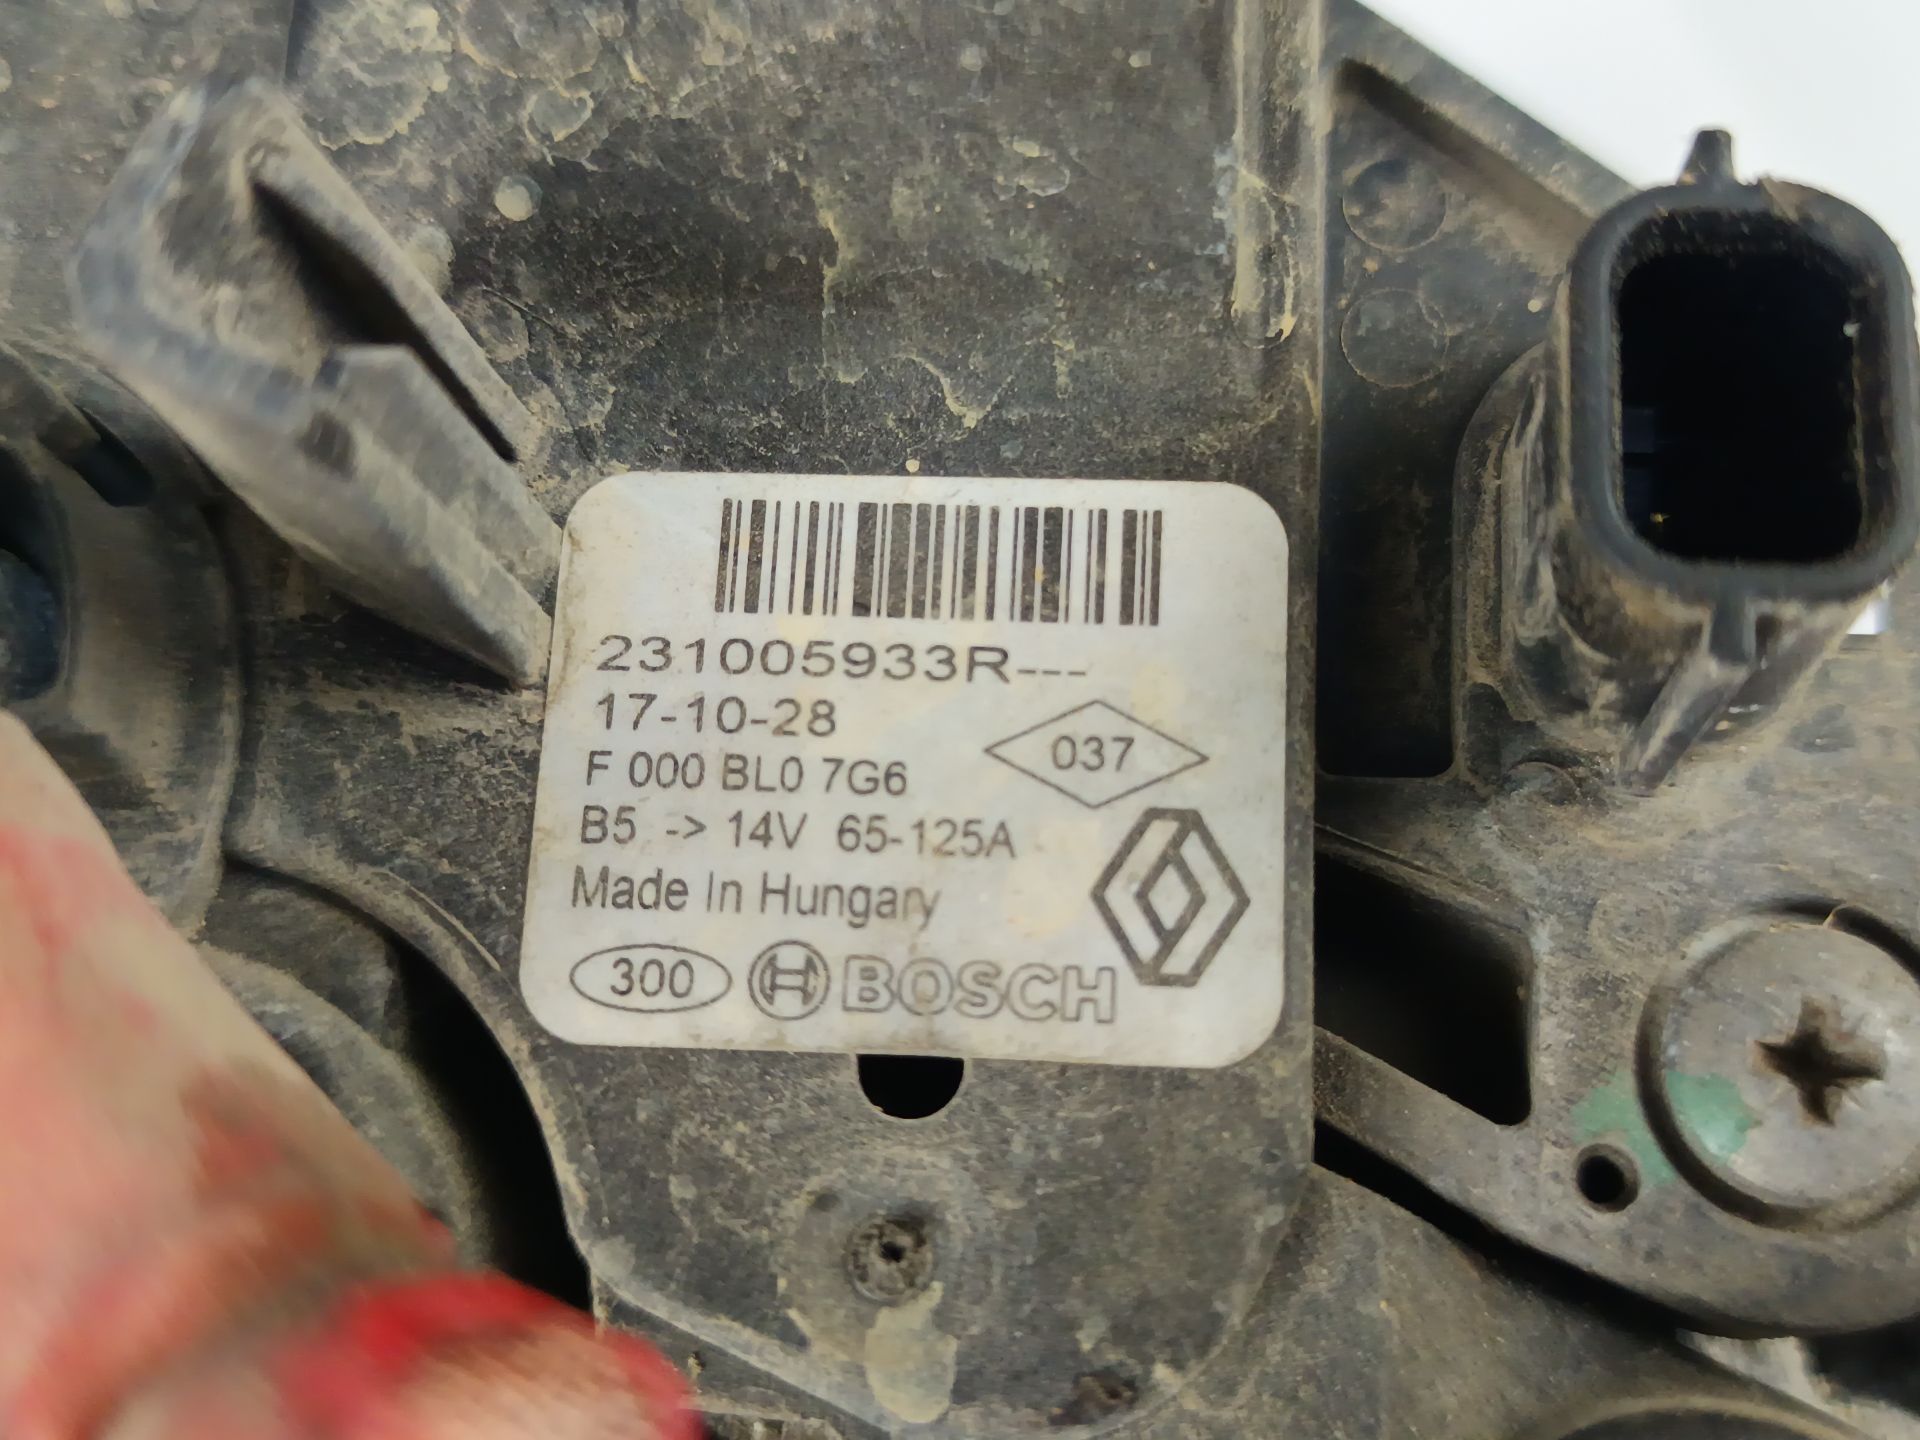 231005933R---
17-10-28
F 000 BL0 7G6
037
B5 -> 14V 65-125A
Made In Hungary
300
BOSCH